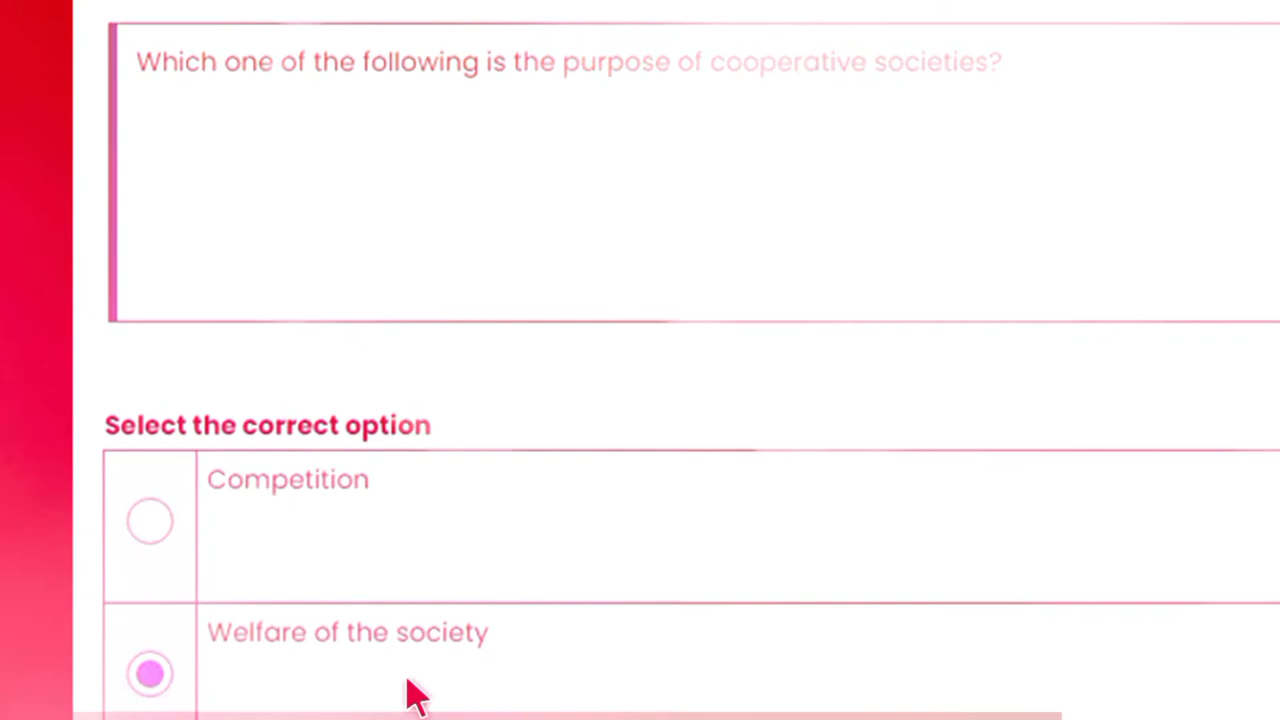 Which one of the following is the purpose of cooperative societies?
Select the correct option
Competition
Welfare of the society